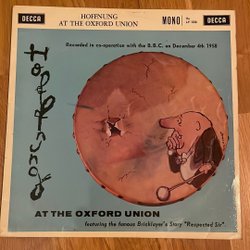 DECCA
HOFFNUNG
AT THE OXFORD UNION
MONO
DECCA
Recorded in co-operation with the B.B.C. on December 4th 1958
Hoffnung
AT THE OXFORD UNION
featuring the famous Bricklayer's Story "Respected Sir".